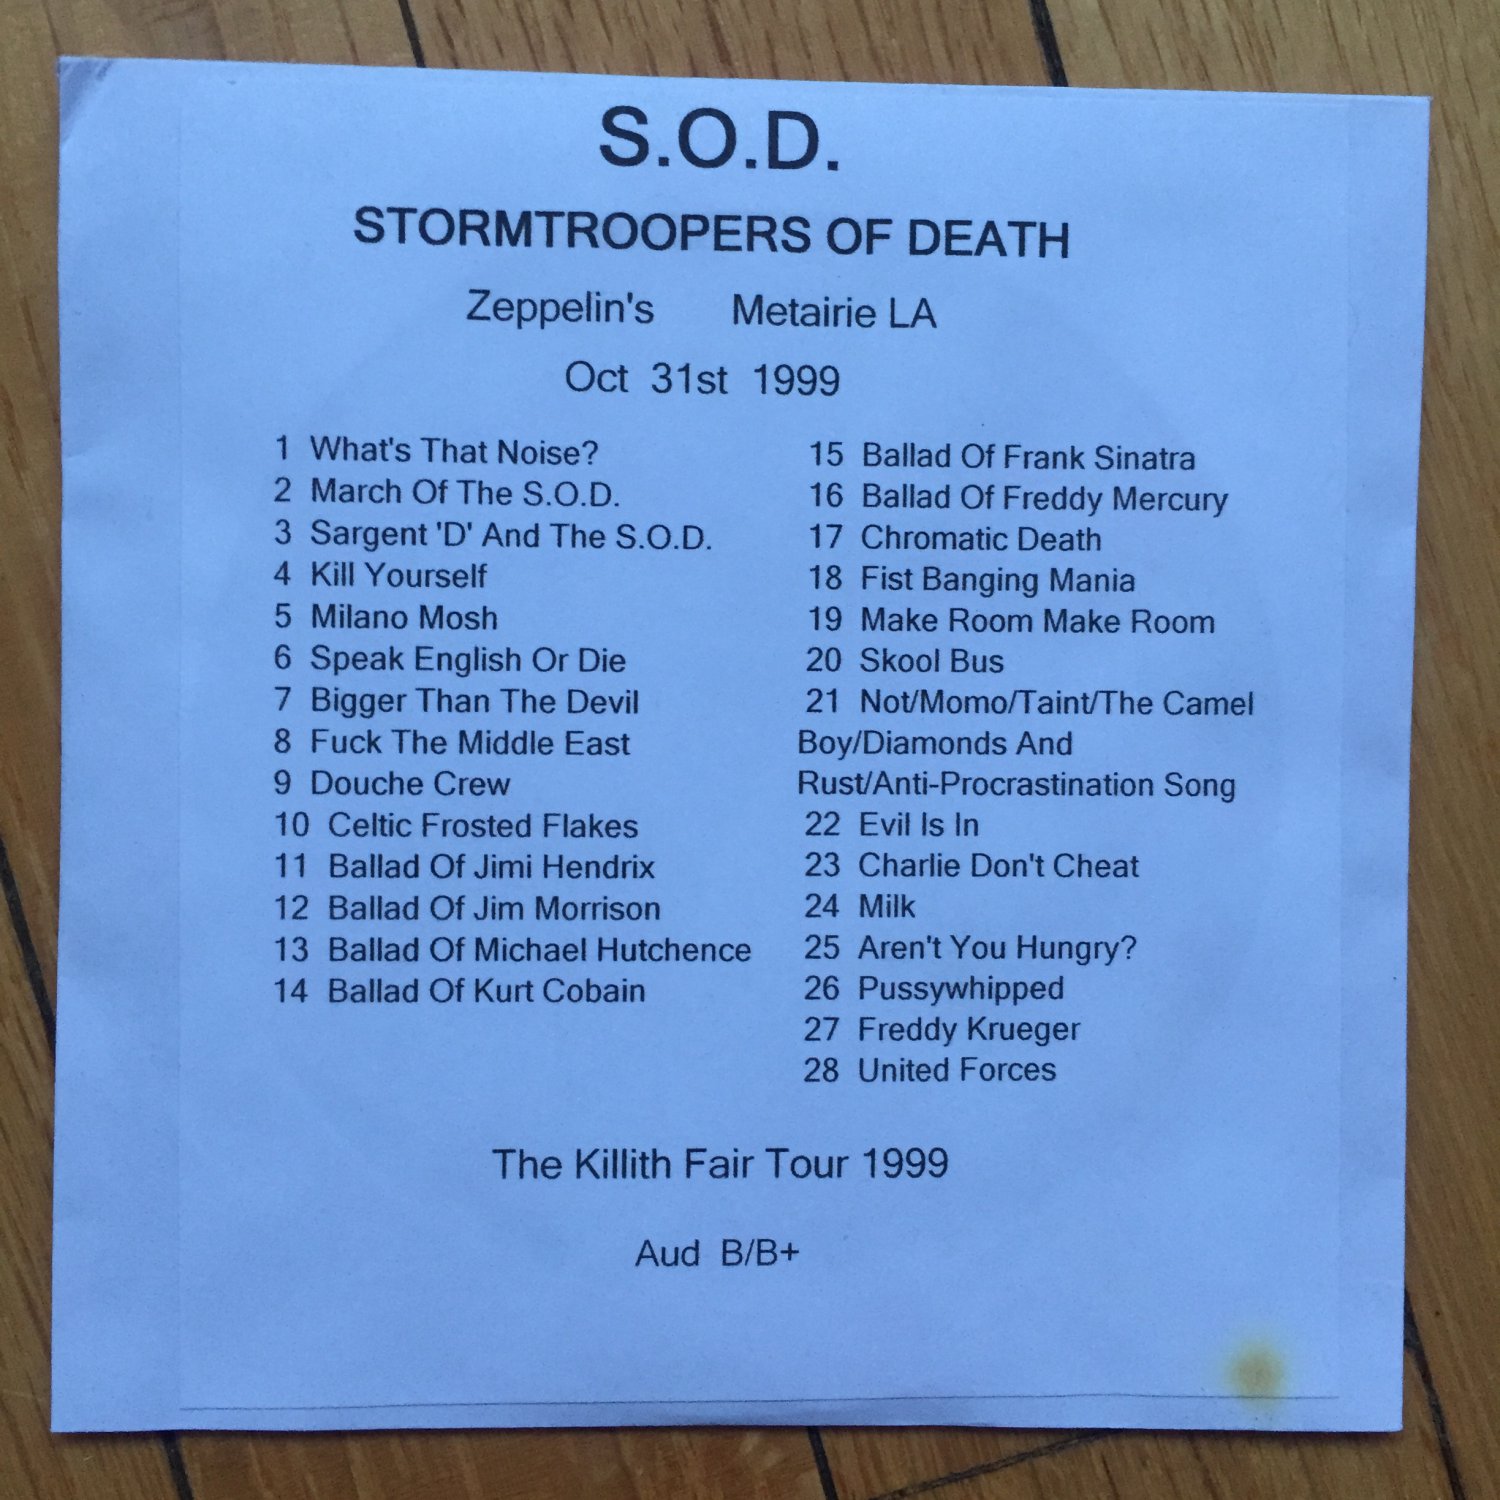 S.O.D.
STORMTROOPERS OF DEATH
Zeppelin's Metairie LA
Oct 31st 1999
1 What's That Noise?
2 March Of The S.O.D.
3 Sargent 'D' And The S.O.D.
4 Kill Yourself
5 Milano Mosh
6 Speak English Or Die
7 Bigger Than The Devil
8 Fuck The Middle East
9 Douche Crew
10 Celtic Frosted Flakes
11 Ballad Of Jimi Hendrix
12 Ballad Of Jim Morrison
13 Ballad Of Michael Hutchence
14 Ballad Of Kurt Cobain
15 Ballad Of Frank Sinatra
16 Ballad Of Freddy Mercury
17 Chromatic Death
18 Fist Banging Mania
19 Make Room Make Room
20 Skool Bus
21 Not/Momo/Taint/The Camel
Boy/Diamonds And
Rust/Anti-Procrastination Song
22 Evil Is In
23 Charlie Don't Cheat
24 Milk
25 Aren't You Hungry?
26 Pussywhipped
27 Freddy Krueger
28 United Forces
The Killith Fair Tour 1999
Aud B/B+